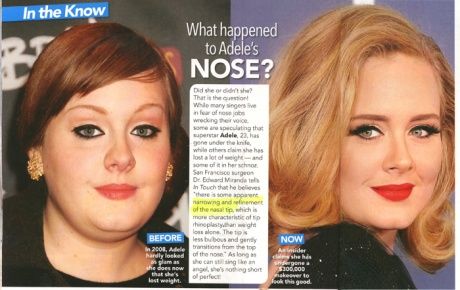 In the Know
What happened
to Adele's
NOSE?
Did she or didn't she?
That is the question!
While many singers live
in fear of nose jobs
wrecking their voice,
some are speculating that
superstar Adele, 23, has
gone under the knife,
while others claim she has
lost a lot of weight — and
some of it in her schnoz.
San Francisco surgeon
Dr. Edward Miranda tells
In Touch that he believes
"there is some apparent
narrowing and refinement
of the nasal tip, which is
more characteristic of tip
rhinoplasty than weight
loss alone. The tip is
less bulbous and gently
transitions from the top
of the nose." As long as
she can still sing like an
angel, she's nothing short
of perfect!
BEFORE
In 2008, Adele
hardly looked
as glam as
she does now
that she's
lost weight.
NOW
An insider
claims she has
undergone a
$300,000
makeover to
look this good.